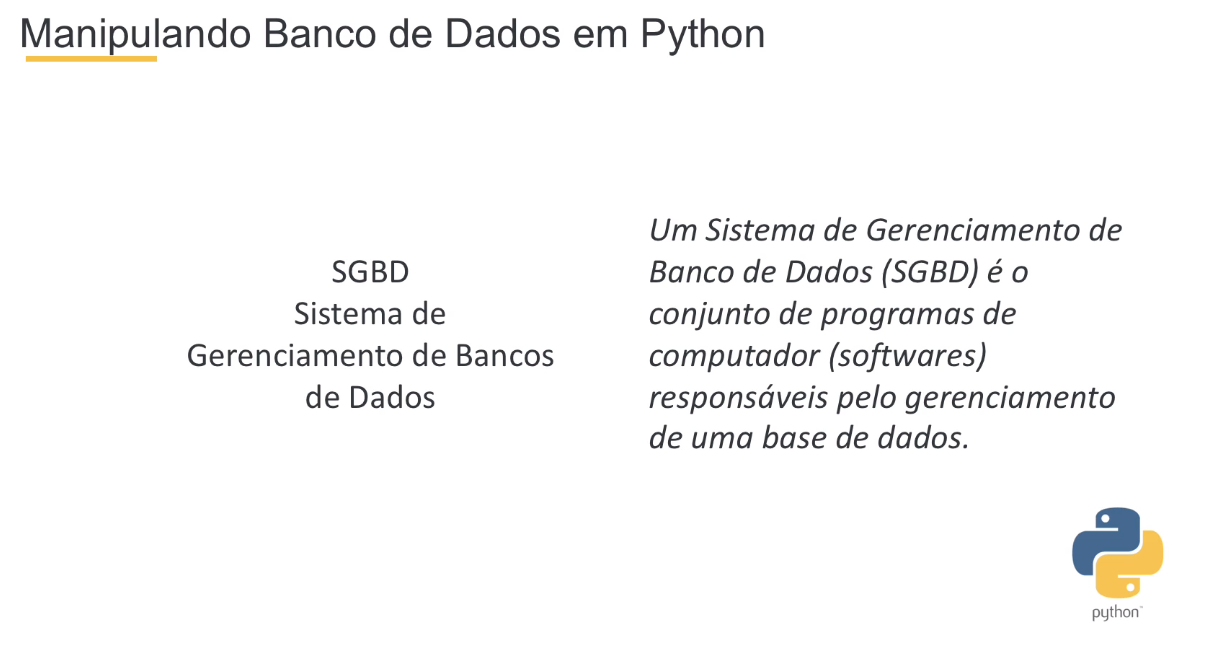 Manipulando Banco de Dados em Python
SGBD
Sistema de
Gerenciamento de Bancos
de Dados
Um Sistema de Gerenciamento de
Banco de Dados (SGBD) é o
conjunto de programas de
computador (softwares)
responsáveis pelo gerenciamento
de uma base de dados.
python™